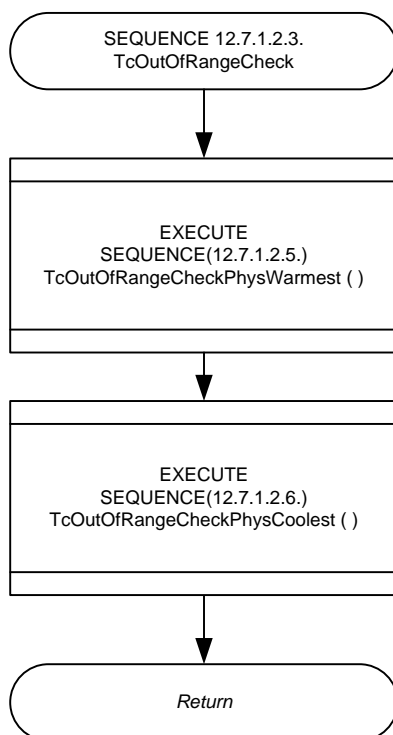 SEQUENCE 12.7.1.2.3.
TcOutOfRangeCheck
EXECUTE
SEQUENCE(12.7.1.2.5.)
TcOutOfRangeCheckPhysWarmest ( )
EXECUTE
SEQUENCE(12.7.1.2.6.)
TcOutOfRangeCheckPhysCoolest ( )
Return